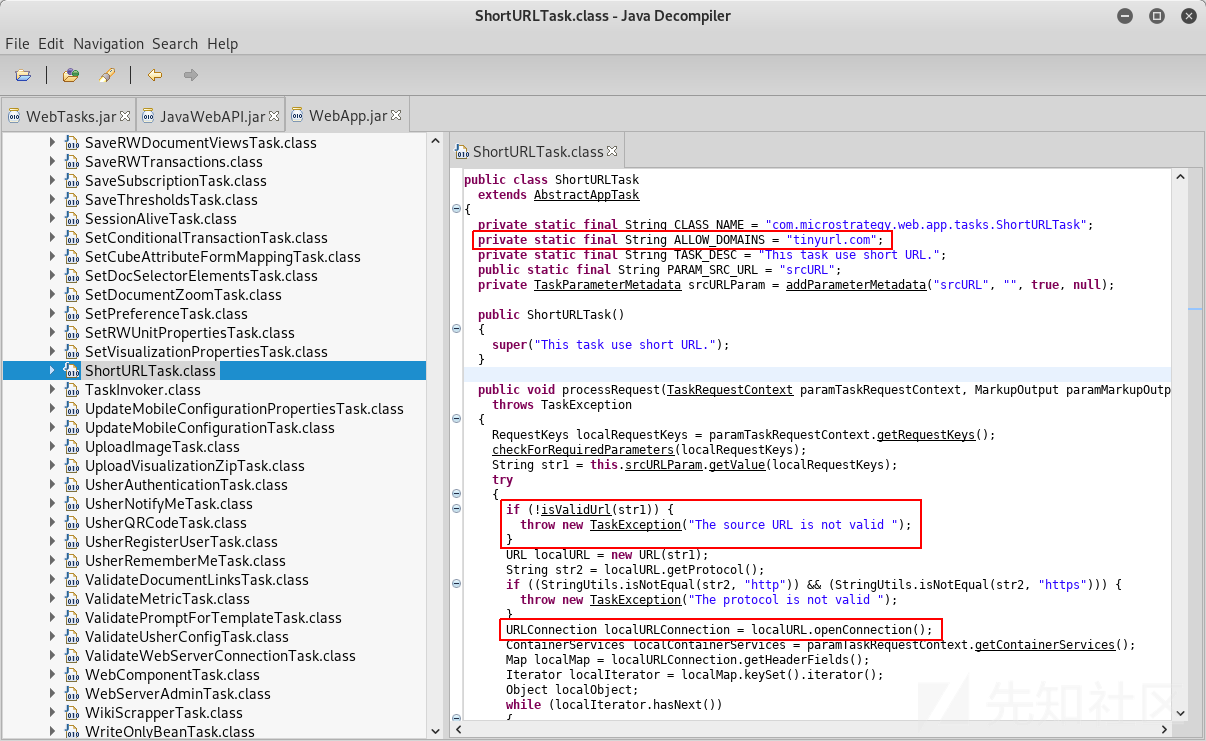 ShortURLTask.class - Java Decompiler
File Edit Navigation Search Help
WebTasks.jar
JavaWebAPI.jar
WebApp.jar
SaveRWDocumentViewsTask.class
SaveRWTransactions.class
SaveSubscriptionTask.class
SaveThresholdsTask.class
SessionAliveTask.class
SetConditionalTransactionTask.class
SetCubeAttributeFormMappingTask.class
SetDocSelectorElementsTask.class
SetDocumentZoomTask.class
SetPreferenceTask.class
SetRWUnitPropertiesTask.class
SetVisualizationPropertiesTask.class
ShortURLTask.class
TaskInvoker.class
UpdateMobileConfigurationPropertiesTask.class
UpdateMobileConfigurationTask.class
UploadImageTask.class
UploadVisualizationZipTask.class
UsherAuthenticationTask.class
UsherNotifyMeTask.class
UsherQRCodeTask.class
UsherRegisterUserTask.class
UsherRememberMeTask.class
ValidateDocumentLinksTask.class
ValidateMetricTask.class
ValidatePromptForTemplateTask.class
ValidateUsherConfigTask.class
ValidateWebServerConnectionTask.class
WebComponentTask.class
WebServerAdminTask.class
WikiScrapperTask.class
WriteOnlyBeanTask.class
ShortURLTask.class
public class ShortURLTask
extends AbstractAppTask
{
private static final String CLASS_NAME = "com.microstrategy.web.app.tasks.ShortURLTask";
private static final String ALLOW_DOMAINS = "tinyurl.com";
private static final String TASK_DESC = "This task use short URL.";
public static final String PARAM_SRC_URL = "srcURL";
private TaskParameterMetadata srcURLParam = addParameterMetadata("srcURL", "", true, null);
public ShortURLTask()
{
super("This task use short URL.");
}
public void processRequest(TaskRequestContext paramTaskRequestContext, MarkupOutput paramMarkupOutp
throws TaskException
{
RequestKeys localRequestKeys = paramTaskRequestContext.getRequestKeys();
checkForRequiredParameters(localRequestKeys);
String str1 = this.srcURLParam.getValue(localRequestKeys);
try
{
if (!isValidUrl(str1)) {
throw new TaskException("The source URL is not valid ");
}
URL localURL = new URL(str1);
String str2 = localURL.getProtocol();
if ((StringUtils.isNotEqual(str2, "http")) && (StringUtils.isNotEqual(str2, "https"))) {
throw new TaskException("The protocol is not valid ");
}
URLConnection localURLConnection = localURL.openConnection();
ContainerServices localContainerServices = paramTaskRequestContext.getContainerServices();
Map localMap = localURLConnection.getHeaderFields();
Iterator localIterator = localMap.keySet().iterator();
Object localObject;
while (localIterator.hasNext())
{
先知社区